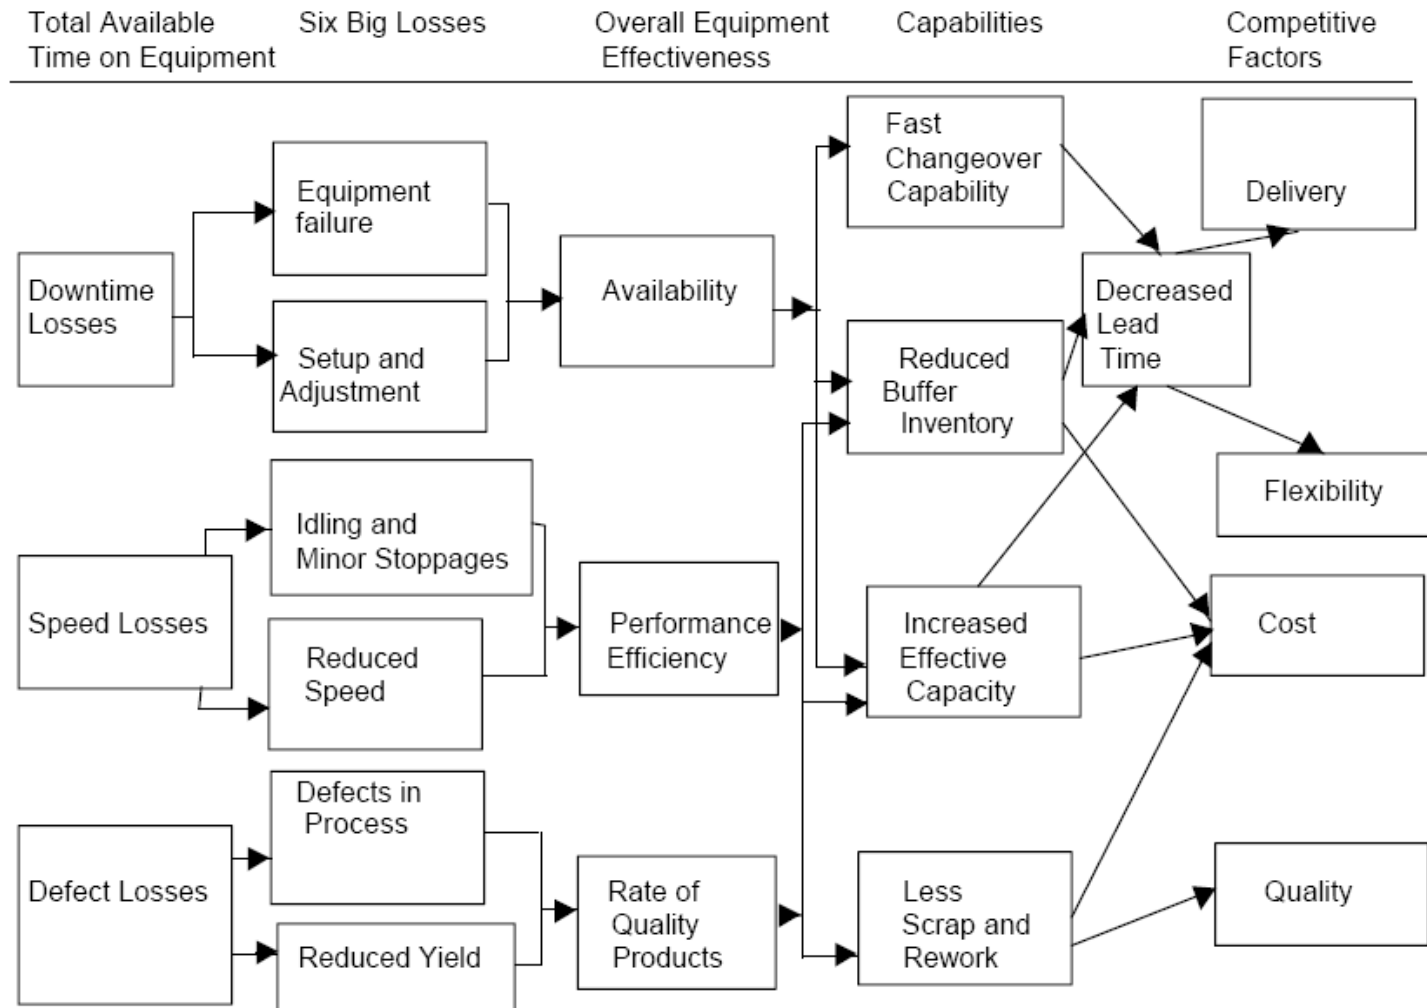 Total Available
Time on Equipment
Six Big Losses
Overall Equipment
Effectiveness
Capabilities
Competitive
Factors
Downtime
Losses
Equipment
failure
Setup and
Adjustment
Availability
Fast
Changeover
Capability
Reduced
Buffer
Inventory
Decreased
Lead
Time
Delivery
Flexibility
Speed Losses
Idling and
Minor Stoppages
Reduced
Speed
Performance
Efficiency
Increased
Effective
Capacity
Cost
Defect Losses
Defects in
Process
Reduced Yield
Rate of
Quality
Products
Less
Scrap and
Rework
Quality